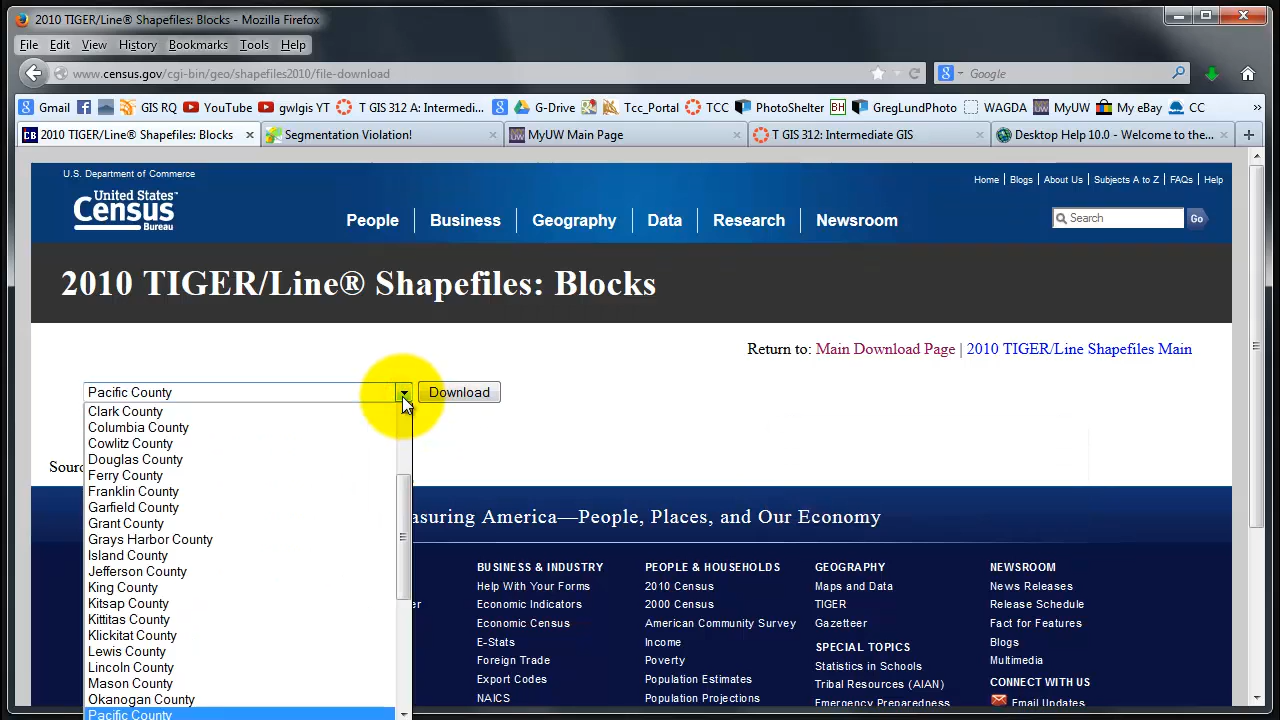 2010 TIGER/Line® Shapefiles: Blocks - Mozilla Firefox
File Edit View History Bookmarks Tools Help
www.census.gov/cgi-bin/geo/shapefiles2010/file-download
Google
Gmail GIS RQ YouTube gwlgis YT T GIS 312 A: Intermedi... G-Drive Tcc_Portal TCC PhotoShelter BH GregLundPhoto WAGDA MyUW My eBay CC »
2010 TIGER/Line® Shapefiles: Blocks
Segmentation Violation!
MyUW Main Page
T GIS 312: Intermediate GIS
Desktop Help 10.0 - Welcome to the...
U.S. Department of Commerce
Home Blogs About Us Subjects A to Z FAQs Help
United States™
Census
Bureau
People Business Geography Data Research Newsroom
Search Go
2010 TIGER/Line® Shapefiles: Blocks
Return to: Main Download Page | 2010 TIGER/Line Shapefiles Main
Pacific County Download
Clark County
Columbia County
Cowlitz County
Douglas County
Ferry County
Franklin County
Garfield County
Grant County
Grays Harbor County
Island County
Jefferson County
King County
Kitsap County
Kittitas County
Klickitat County
Lewis County
Lincoln County
Mason County
Okanogan County
Pacific County
Sour
asuring America—People, Places, and Our Economy
er
BUSINESS & INDUSTRY
Help With Your Forms
Economic Indicators
Economic Census
E-Stats
Foreign Trade
Export Codes
NAICS
PEOPLE & HOUSEHOLDS
2010 Census
2000 Census
American Community Survey
Income
Poverty
Population Estimates
Population Projections
GEOGRAPHY
Maps and Data
TIGER
Gazetteer
SPECIAL TOPICS
Statistics in Schools
Tribal Resources (AIAN)
Emergency Preparedness
NEWSROOM
News Releases
Release Schedule
Fact for Features
Blogs
Multimedia
CONNECT WITH US
Email Updates